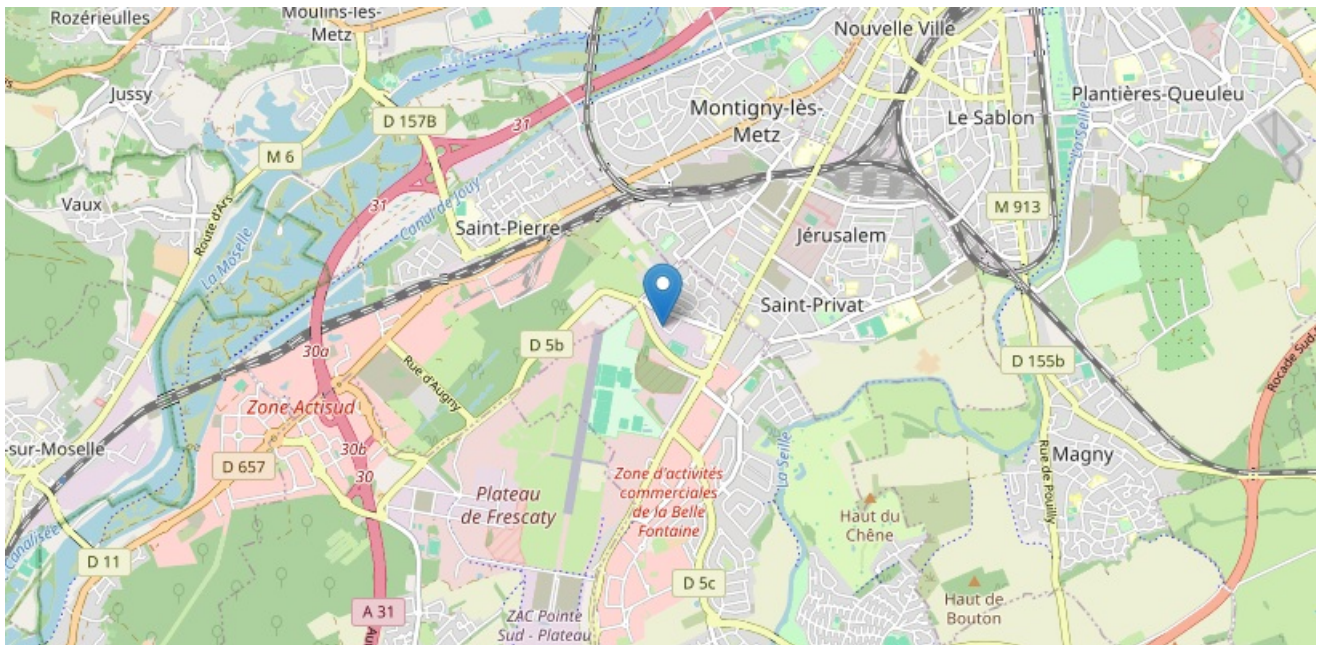 Rozérieulles
Moulins-lès-
Metz
Nouvelle Ville
Jussy
D 157B
31
Montigny-lès-
Metz
Le Sablon
Plantières-Queuleu
La Seille
M 6
Vaux
Route d'Ars
La Moselle
31
Canal de Jouy
Saint-Pierre
Jérusalem
M 913
Saint-Privat
30a
D 5b
Rue d'Augny
D 155b
Rocade Sud-
Zone Actisud
30b
30
-sur-Moselle
D 657
Plateau
de Frescaty
Zone d'activités
commerciales
de la Belle
Fontaine
La Seille
Magny
Rue de Pouilly
Haut du
Chêne
Canalisée
D 11
A 31
Au
ZAC Pointe
Sud - Plateau
D 5c
Haut de
Bouton